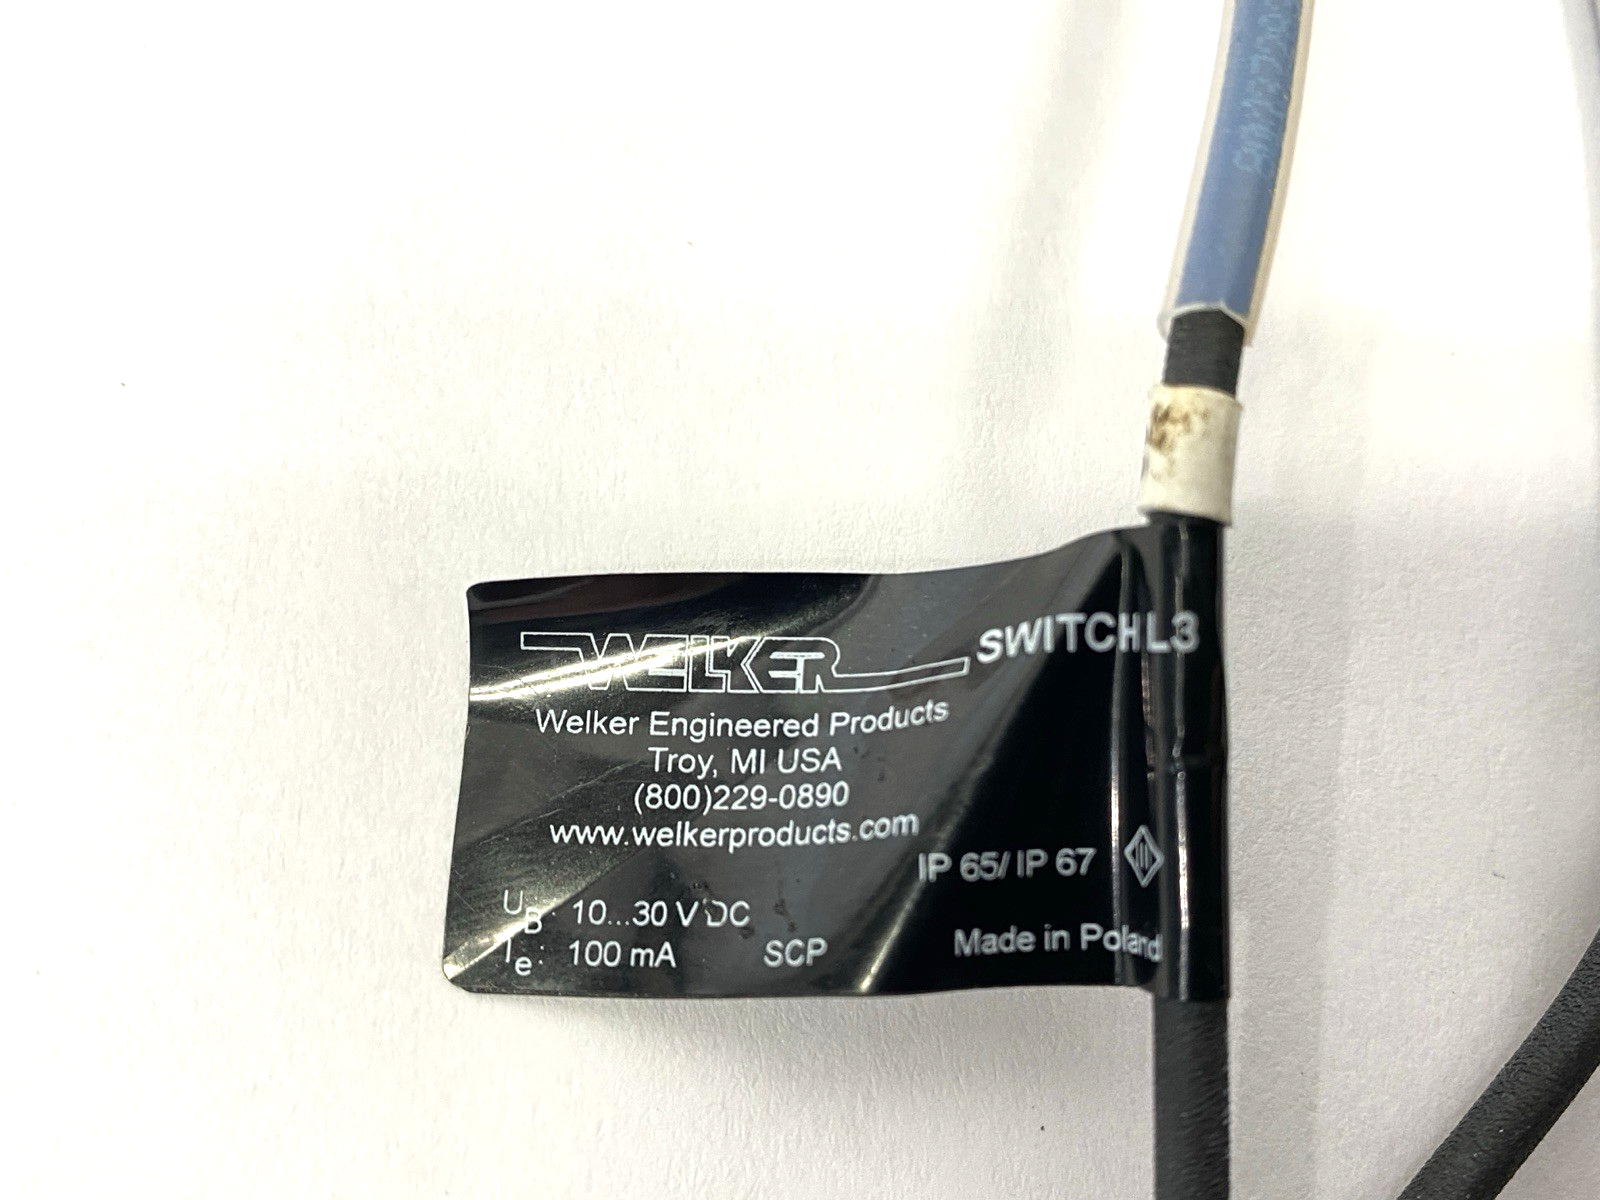 WELKER
SWITCH L3
Welker Engineered Products
Troy, MI USA
(800)229-0890
www.welkerproducts.com
IP 65/ IP 67
UB: 10...30 V DC
Ie: 100 mA SCP
Made in Poland